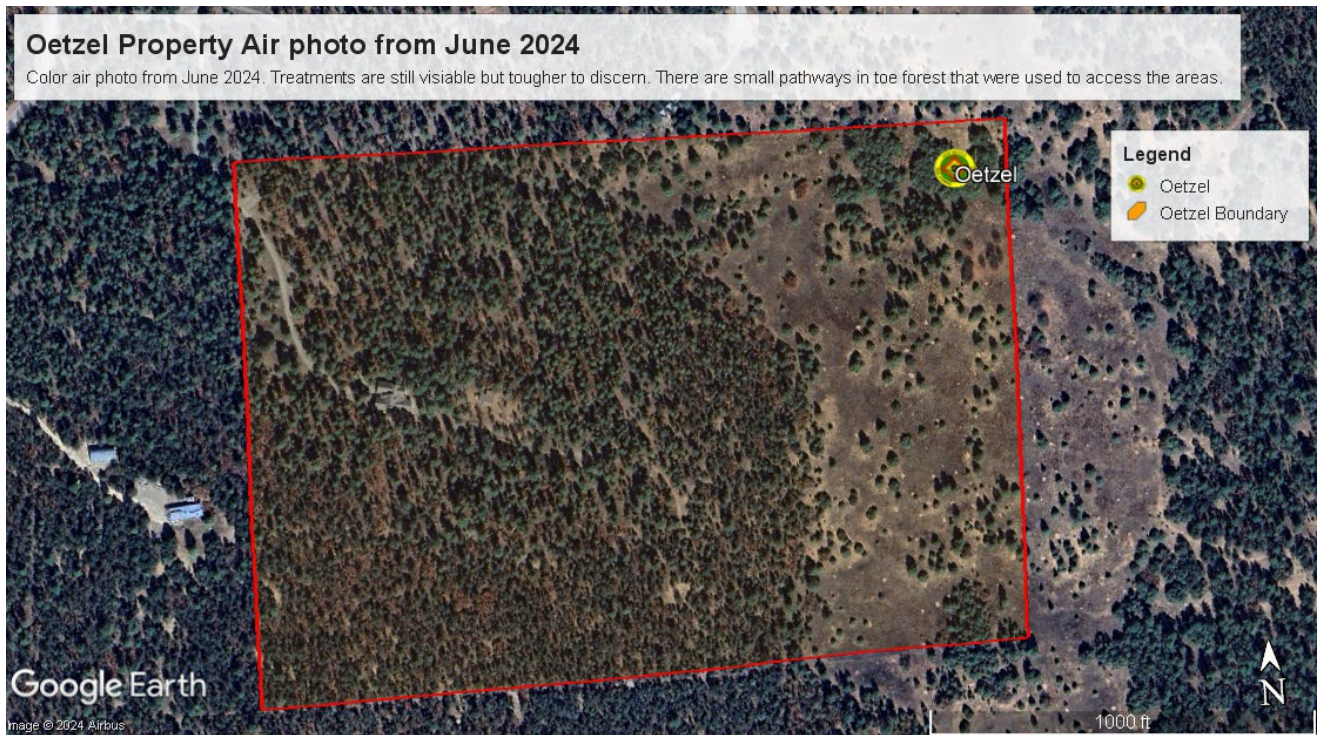 Oetzel Property Air photo from June 2024
Color air photo from June 2024. Treatments are still visiable but tougher to discern. There are small pathways in toe forest that were used to access the areas.
Legend
Oetzel
Oetzel
Oetzel Boundary
Google Earth
N
Image © 2024 Airbus
1000 ft